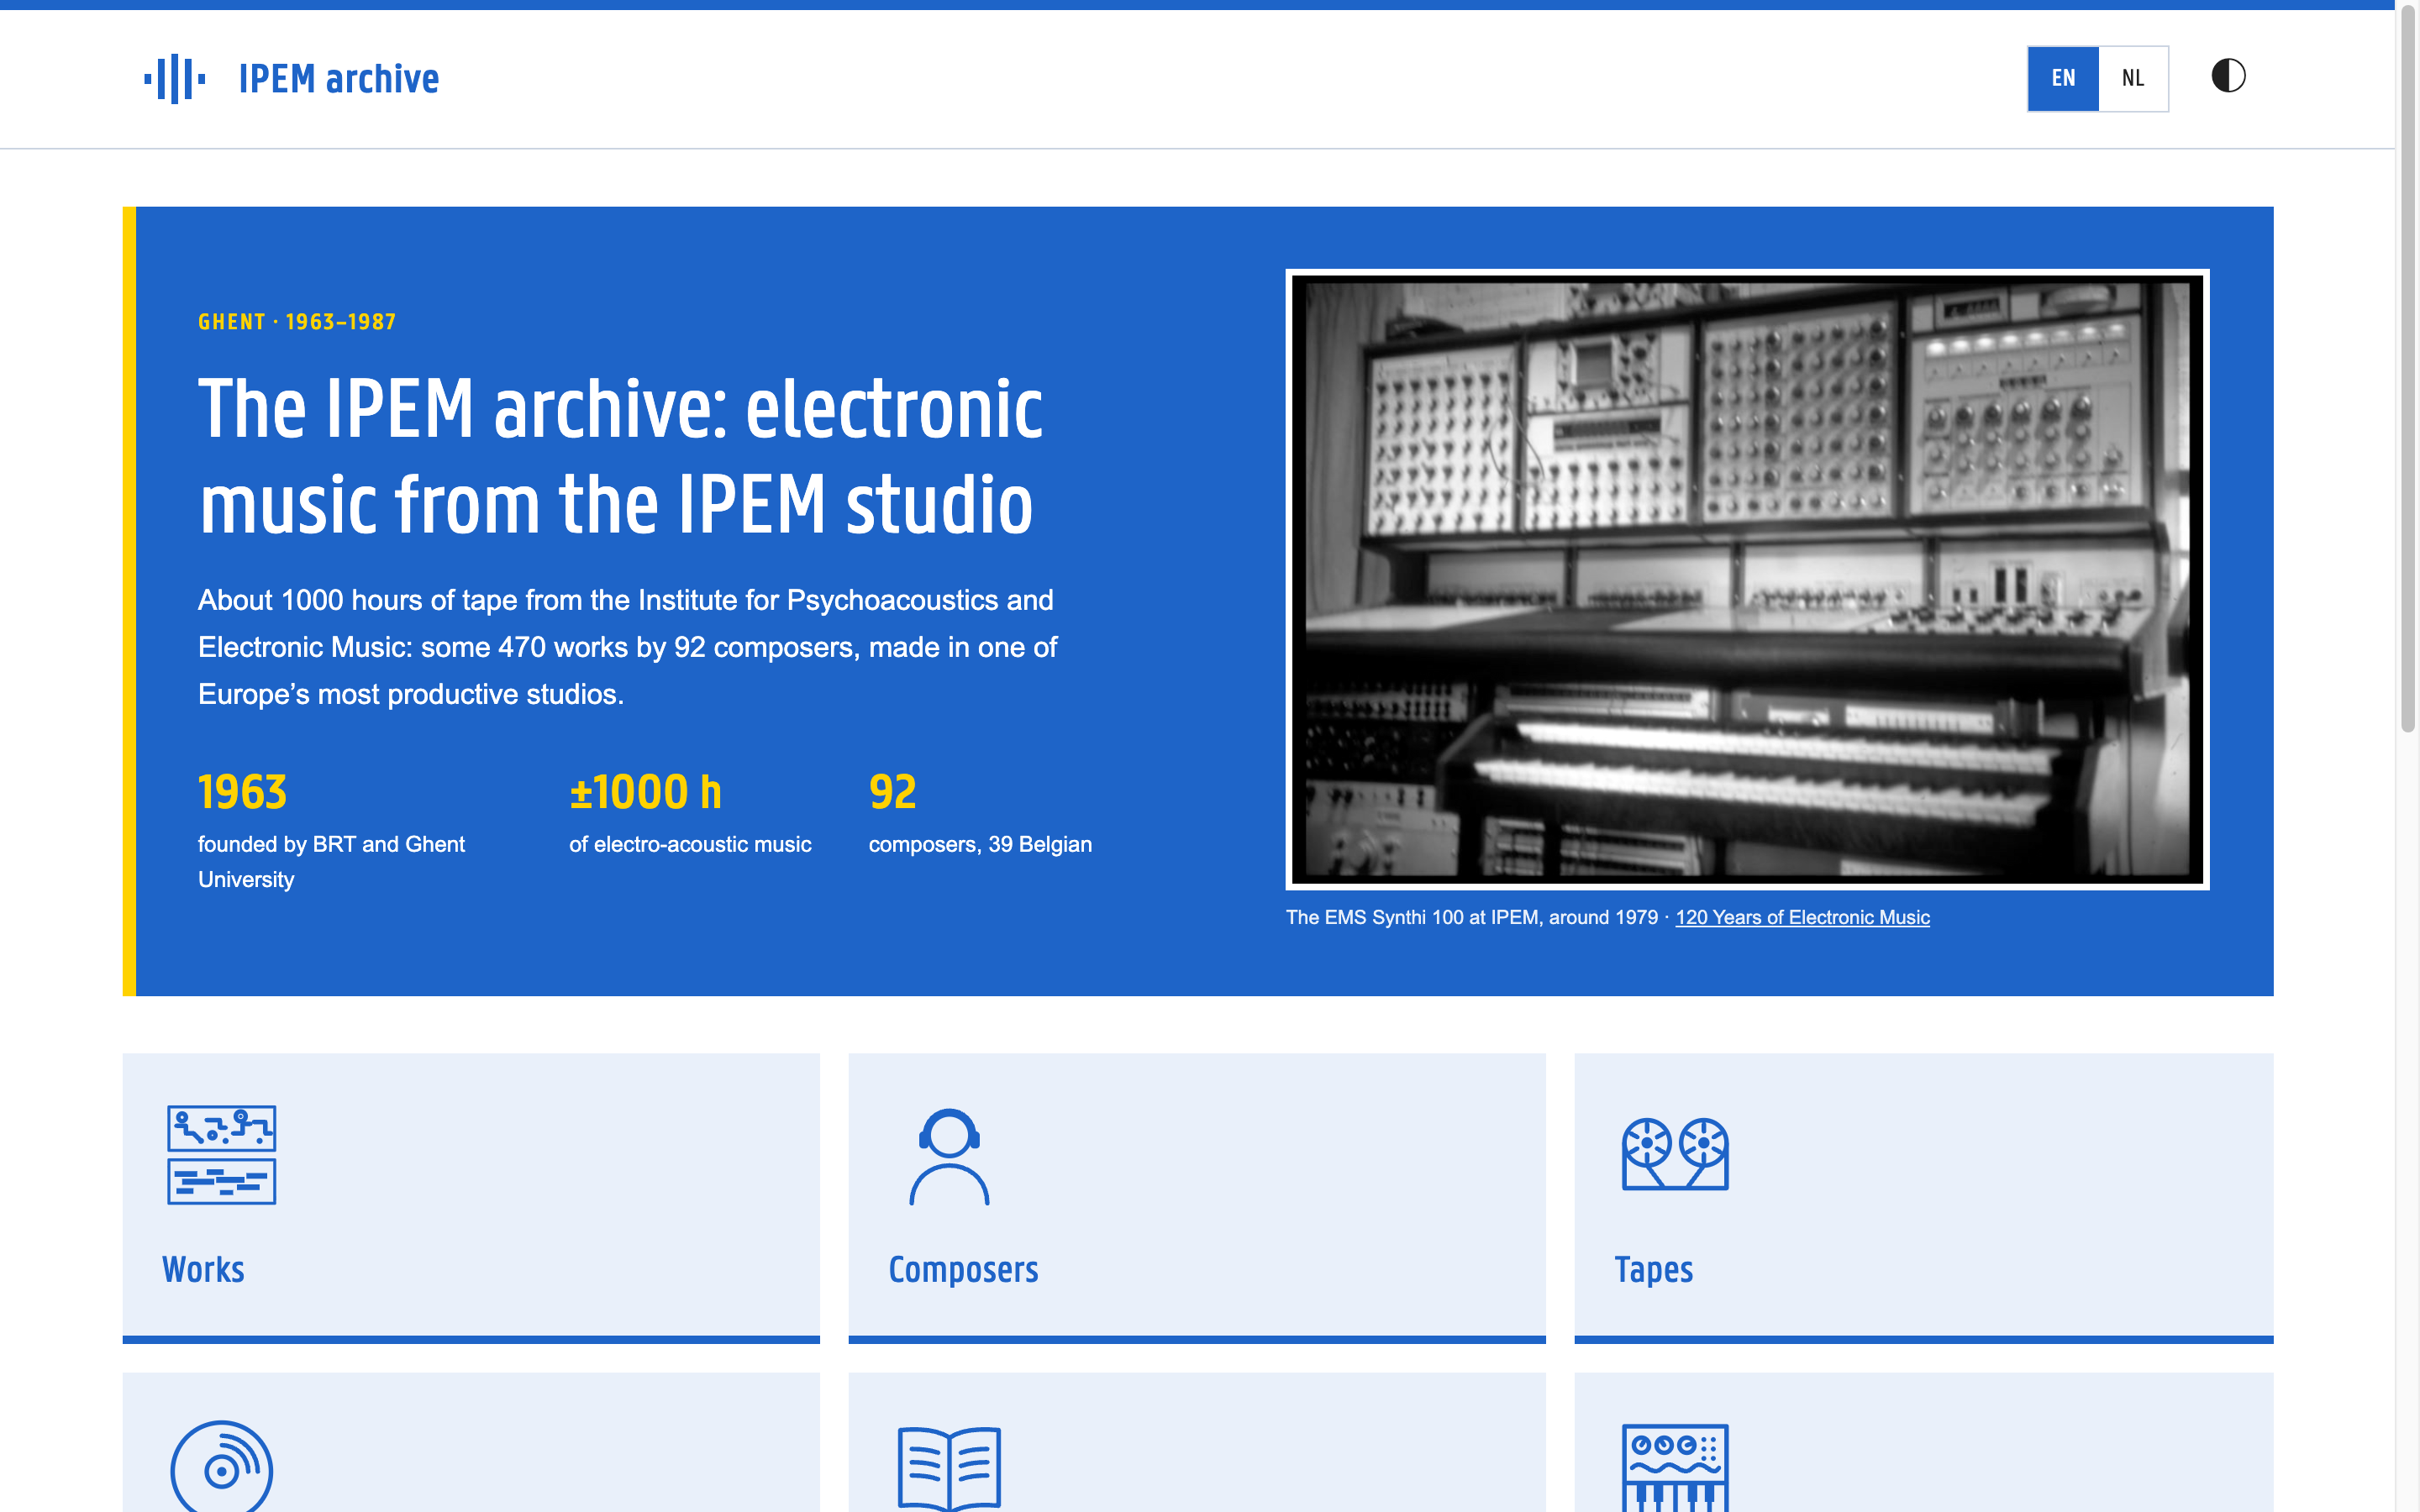 IPEM archive
EN
NL
GHENT · 1963–1987
The IPEM archive: electronic
music from the IPEM studio
About 1000 hours of tape from the Institute for Psychoacoustics and
Electronic Music: some 470 works by 92 composers, made in one of
Europe’s most productive studios.
1963
founded by BRT and Ghent
University
±1000 h
of electro-acoustic music
92
composers, 39 Belgian
The EMS Synthi 100 at IPEM, around 1979 · 120 Years of Electronic Music
Works
Composers
Tapes